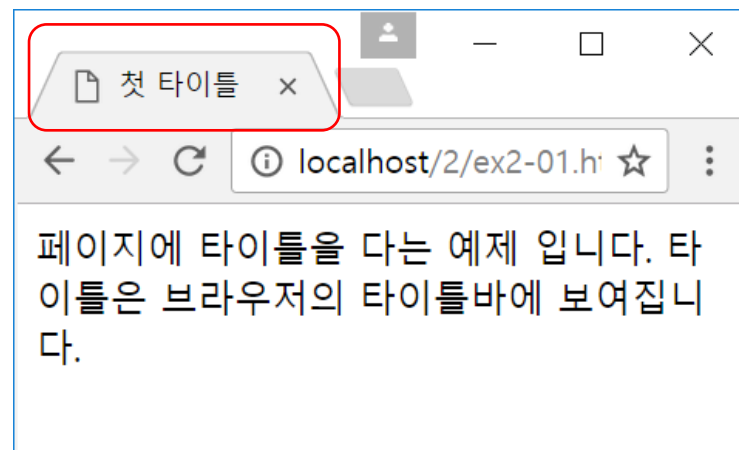 첫 타이틀
localhost/2/ex2-01.h
페이지에 타이틀을 다는 예제 입니다. 타
이틀은 브라우저의 타이틀바에 보여집니
다.